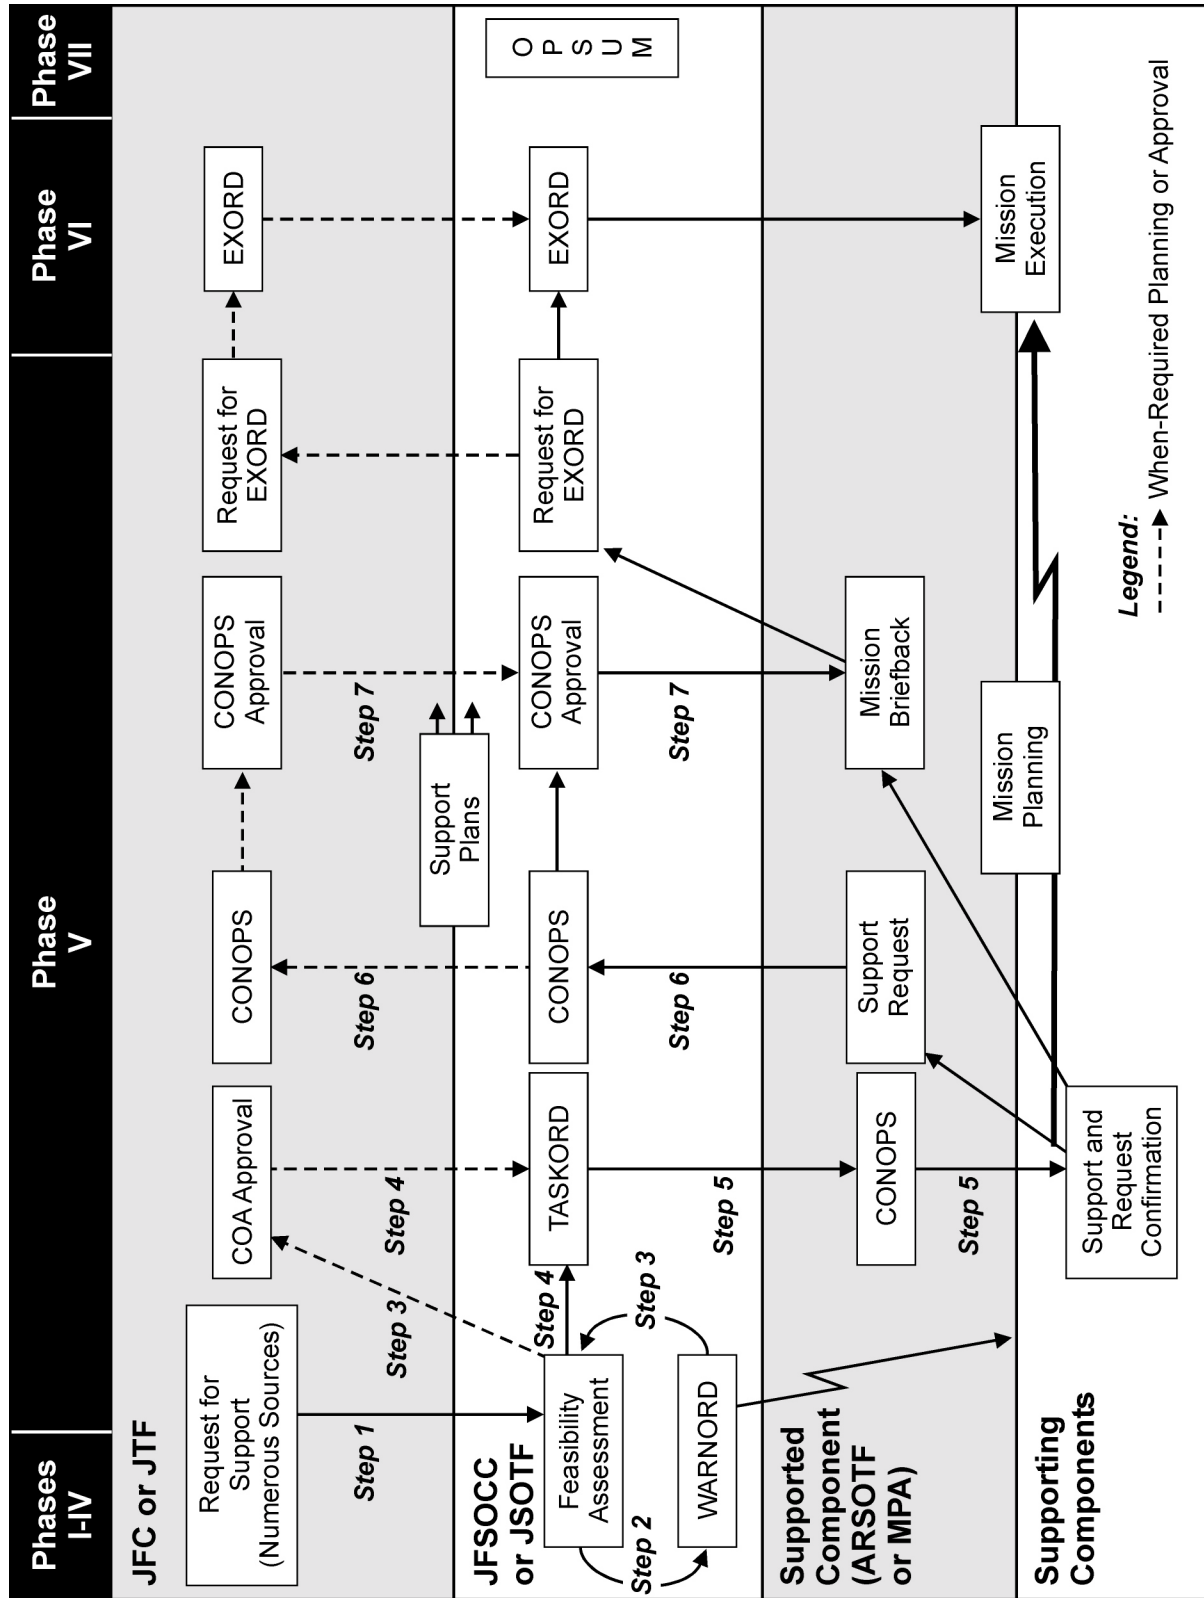 Phases
I-IV
Phase
V
Phase
VI
Phase
VII
JFC or JTF
Request for
Support
(Numerous Sources)
Step 1
Step 3
COA Approval
Step 4
CONOPS
Step 6
CONOPS
Approval
Step 7
Request for
EXORD
EXORD
Support
Plans
JFSOCC
or JSOTF
Feasibility
Assessment
Step 2
WARNORD
Step 3
Step 4
TASKORD
Step 5
CONOPS
Step 6
CONOPS
Approval
Step 7
Request for
EXORD
EXORD
O
P
S
U
M
Supported
Component
(ARSOTF
or MPA)
CONOPS
Step 5
Support
Request
Mission
Briefback
Supporting
Components
Support and
Request
Confirmation
Mission
Planning
Mission
Execution
Legend:
When-Required Planning or Approval